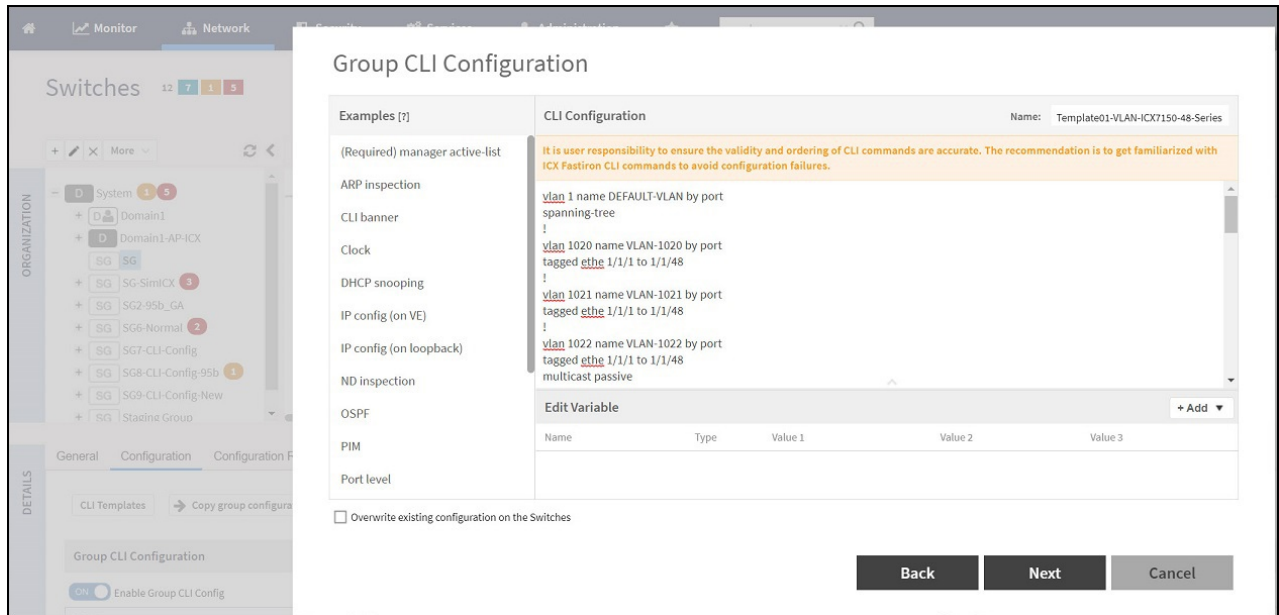 Monitor
Network
Group CLI Configuration
Switches 12 7 1 5
Examples [?]
CLI Configuration
Name: Template01-VLAN-ICX7150-48-Series
More
It is user responsibility to ensure the validity and ordering of CLI commands are accurate. The recommendation is to get familiarized with
ICX Fastiron CLI commands to avoid configuration failures.
(Required) manager active-list
ARP inspection
CLI banner
Clock
DHCP snooping
IP config (on VE)
IP config (on loopback)
ND inspection
OSPF
PIM
Port level
vlan 1 name DEFAULT-VLAN by port
spanning-tree
!
vlan 1020 name VLAN-1020 by port
tagged ethe 1/1/1 to 1/1/48
!
vlan 1021 name VLAN-1021 by port
tagged ethe 1/1/1 to 1/1/48
!
vlan 1022 name VLAN-1022 by port
tagged ethe 1/1/1 to 1/1/48
multicast passive
Edit Variable
+ Add
Name Type Value 1 Value 2 Value 3
ORGANIZATION
D System 1 5
D Domain1
D Domain1-AP-ICX
SG SG
SG SG-SimICX 3
SG SG2-95b_GA
SG SG6-Normal 2
SG SG7-CLI-Config
SG SG8-CLI-Config-95b 1
SG SG9-CLI-Config-New
SG Staging Group
DETAILS
General Configuration Configuration
CLI Templates Copy group configura
Overwrite existing configuration on the Switches
Group CLI Configuration
ON Enable Group CLI Config
Back Next Cancel